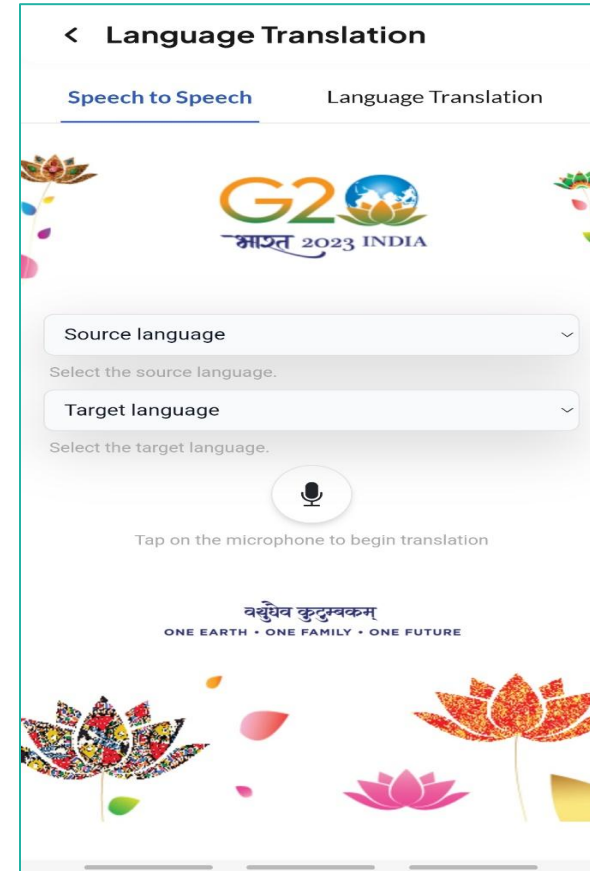 Language Translation
Speech to Speech
Language Translation
G20
भारत 2023 INDIA
Source language
Select the source language.
Target language
Select the target language.
Tap on the microphone to begin translation
वसुधैव कुटुम्बकम्
ONE EARTH • ONE FAMILY • ONE FUTURE